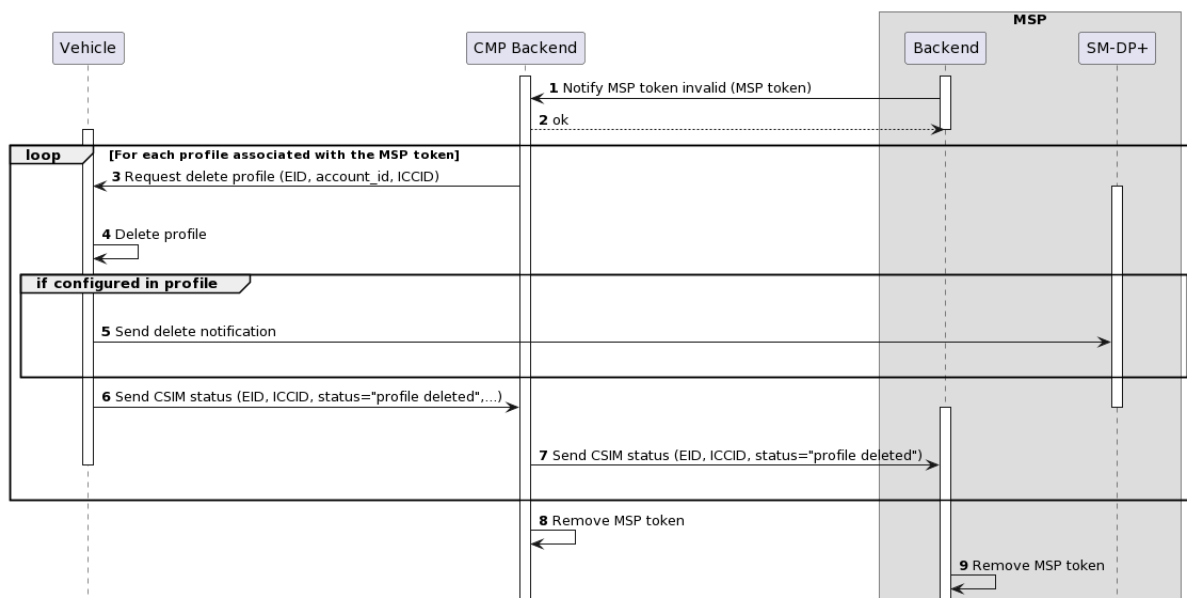 MSP
Vehicle
CMP Backend
Backend
SM-DP+
1 Notify MSP token invalid (MSP token)
2 ok
loop [For each profile associated with the MSP token]
3 Request delete profile (EID, account_id, ICCID)
4 Delete profile
if configured in profile
5 Send delete notification
6 Send CSIM status (EID, ICCID, status="profile deleted",...)
7 Send CSIM status (EID, ICCID, status="profile deleted")
8 Remove MSP token
9 Remove MSP token